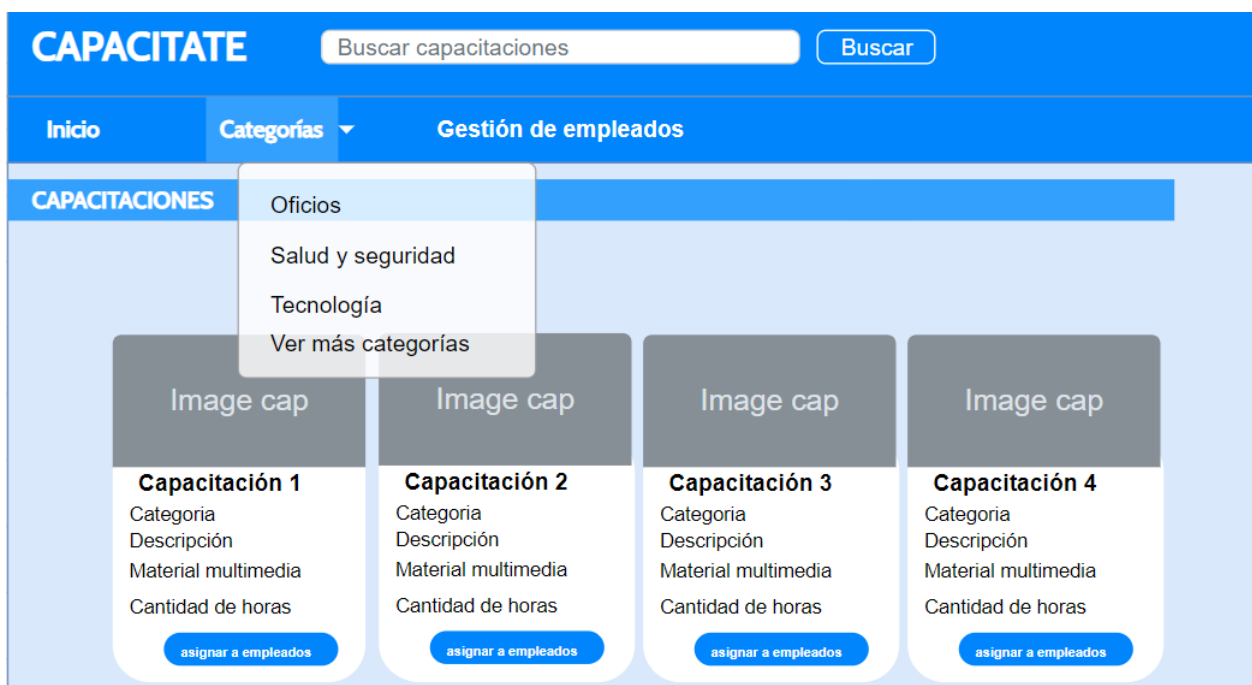 CAPACITATE
Buscar capacitaciones
Buscar
Inicio
Categorías
Gestión de empleados
CAPACITACIONES
Oficios
Salud y seguridad
Tecnología
Ver más categorías
Image cap
Image cap
Image cap
Image cap
Capacitación 1
Categoria
Descripción
Material multimedia
Cantidad de horas
asignar a empleados
Capacitación 2
Categoria
Descripción
Material multimedia
Cantidad de horas
asignar a empleados
Capacitación 3
Categoria
Descripción
Material multimedia
Cantidad de horas
asignar a empleados
Capacitación 4
Categoria
Descripción
Material multimedia
Cantidad de horas
asignar a empleados